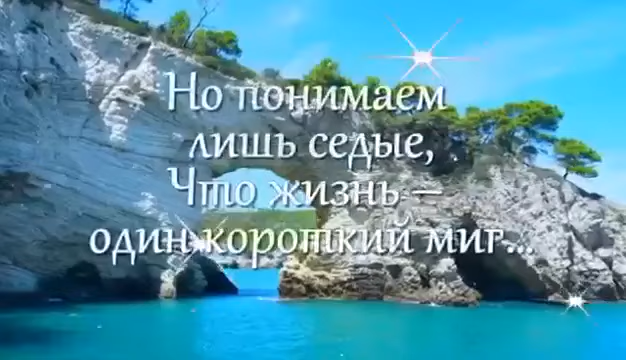 Но понимаем
лишь седые,
Что жизнь –
один короткий миг...